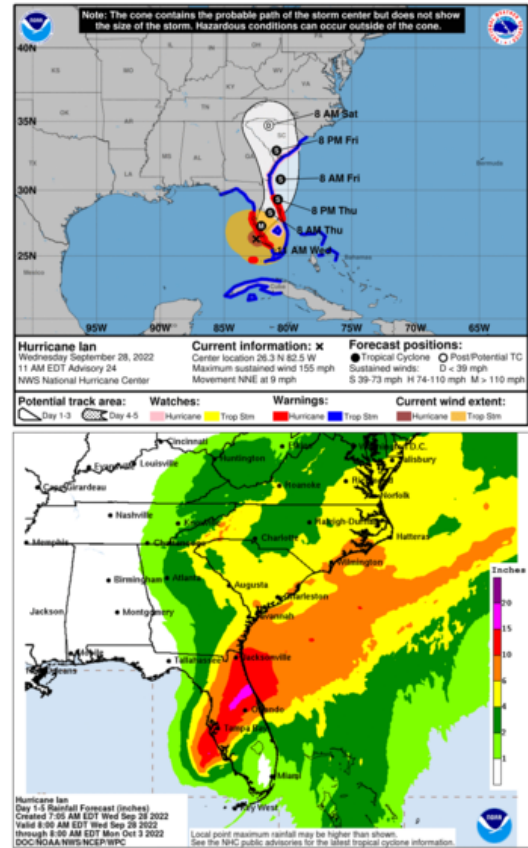 Note: The cone contains the probable path of the storm center but does not show
the size of the storm. Hazardous conditions can occur outside of the cone.
40N
35N
30N
25N
8 AM Sat
8 PM Fri
8 AM Fri
8 PM Thu
8 AM Thu
11 AM Wed
Bermuda
Mexico
Cuba
Bahamas
95W 90W 85W 80W 75W 70W 65W
Hurricane Ian
Wednesday September 28, 2022
11 AM EDT Advisory 24
NWS National Hurricane Center
Current information: ×
Center location 26.3 N 82.5 W
Maximum sustained wind 155 mph
Movement NNE at 9 mph
Forecast positions:
Tropical Cyclone Post/Potential TC
Sustained winds: D < 39 mph
S 39-73 mph H 74-110 mph M > 110 mph
Potential track area:
Day 1-3 Day 4-5
Watches:
Hurricane Trop Stm
Warnings:
Hurricane Trop Stm
Current wind extent:
Hurricane Trop Stm
Cincinnati
Huntington
Louisville
Evansville
Cape Girardeau
Roanoke
Salisbury
Norfolk
Nashville
Raleigh-Durham
Hatteras
Memphis
Charlotte
Wilmington
Birmingham
Atlanta
Augusta
Charleston
Savannah
Jackson
Montgomery
Tallahassee
Jacksonville
Orlando
Tampa Bay
Miami
Key West
Inches
20
15
10
6
4
2
1
Hurricane Ian
Day 1-5 Rainfall Forecast (inches)
Created 7:05 AM EDT Wed Sep 28 2022
Valid 8:00 AM EDT Wed Sep 28 2022
through 8:00 AM EDT Mon Oct 3 2022
DOC/NOAA/NWS/NCEP/WPC
Local point maximum rainfall may be higher than shown.
See the NHC public advisories for the latest tropical cyclone information.